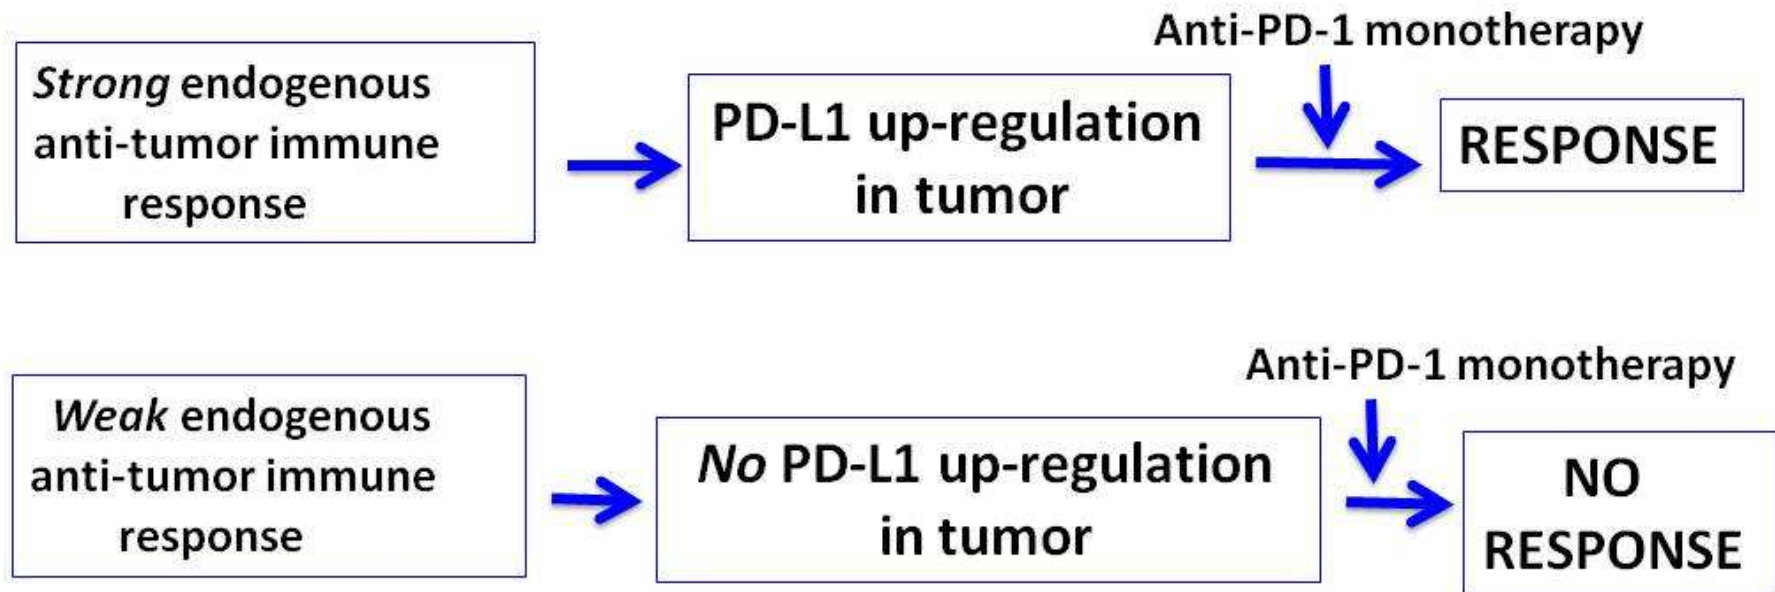 Anti-PD-1 monotherapy
Strong endogenous
anti-tumor immune
response
PD-L1 up-regulation
in tumor
RESPONSE
Anti-PD-1 monotherapy
Weak endogenous
anti-tumor immune
response
No PD-L1 up-regulation
in tumor
NO
RESPONSE